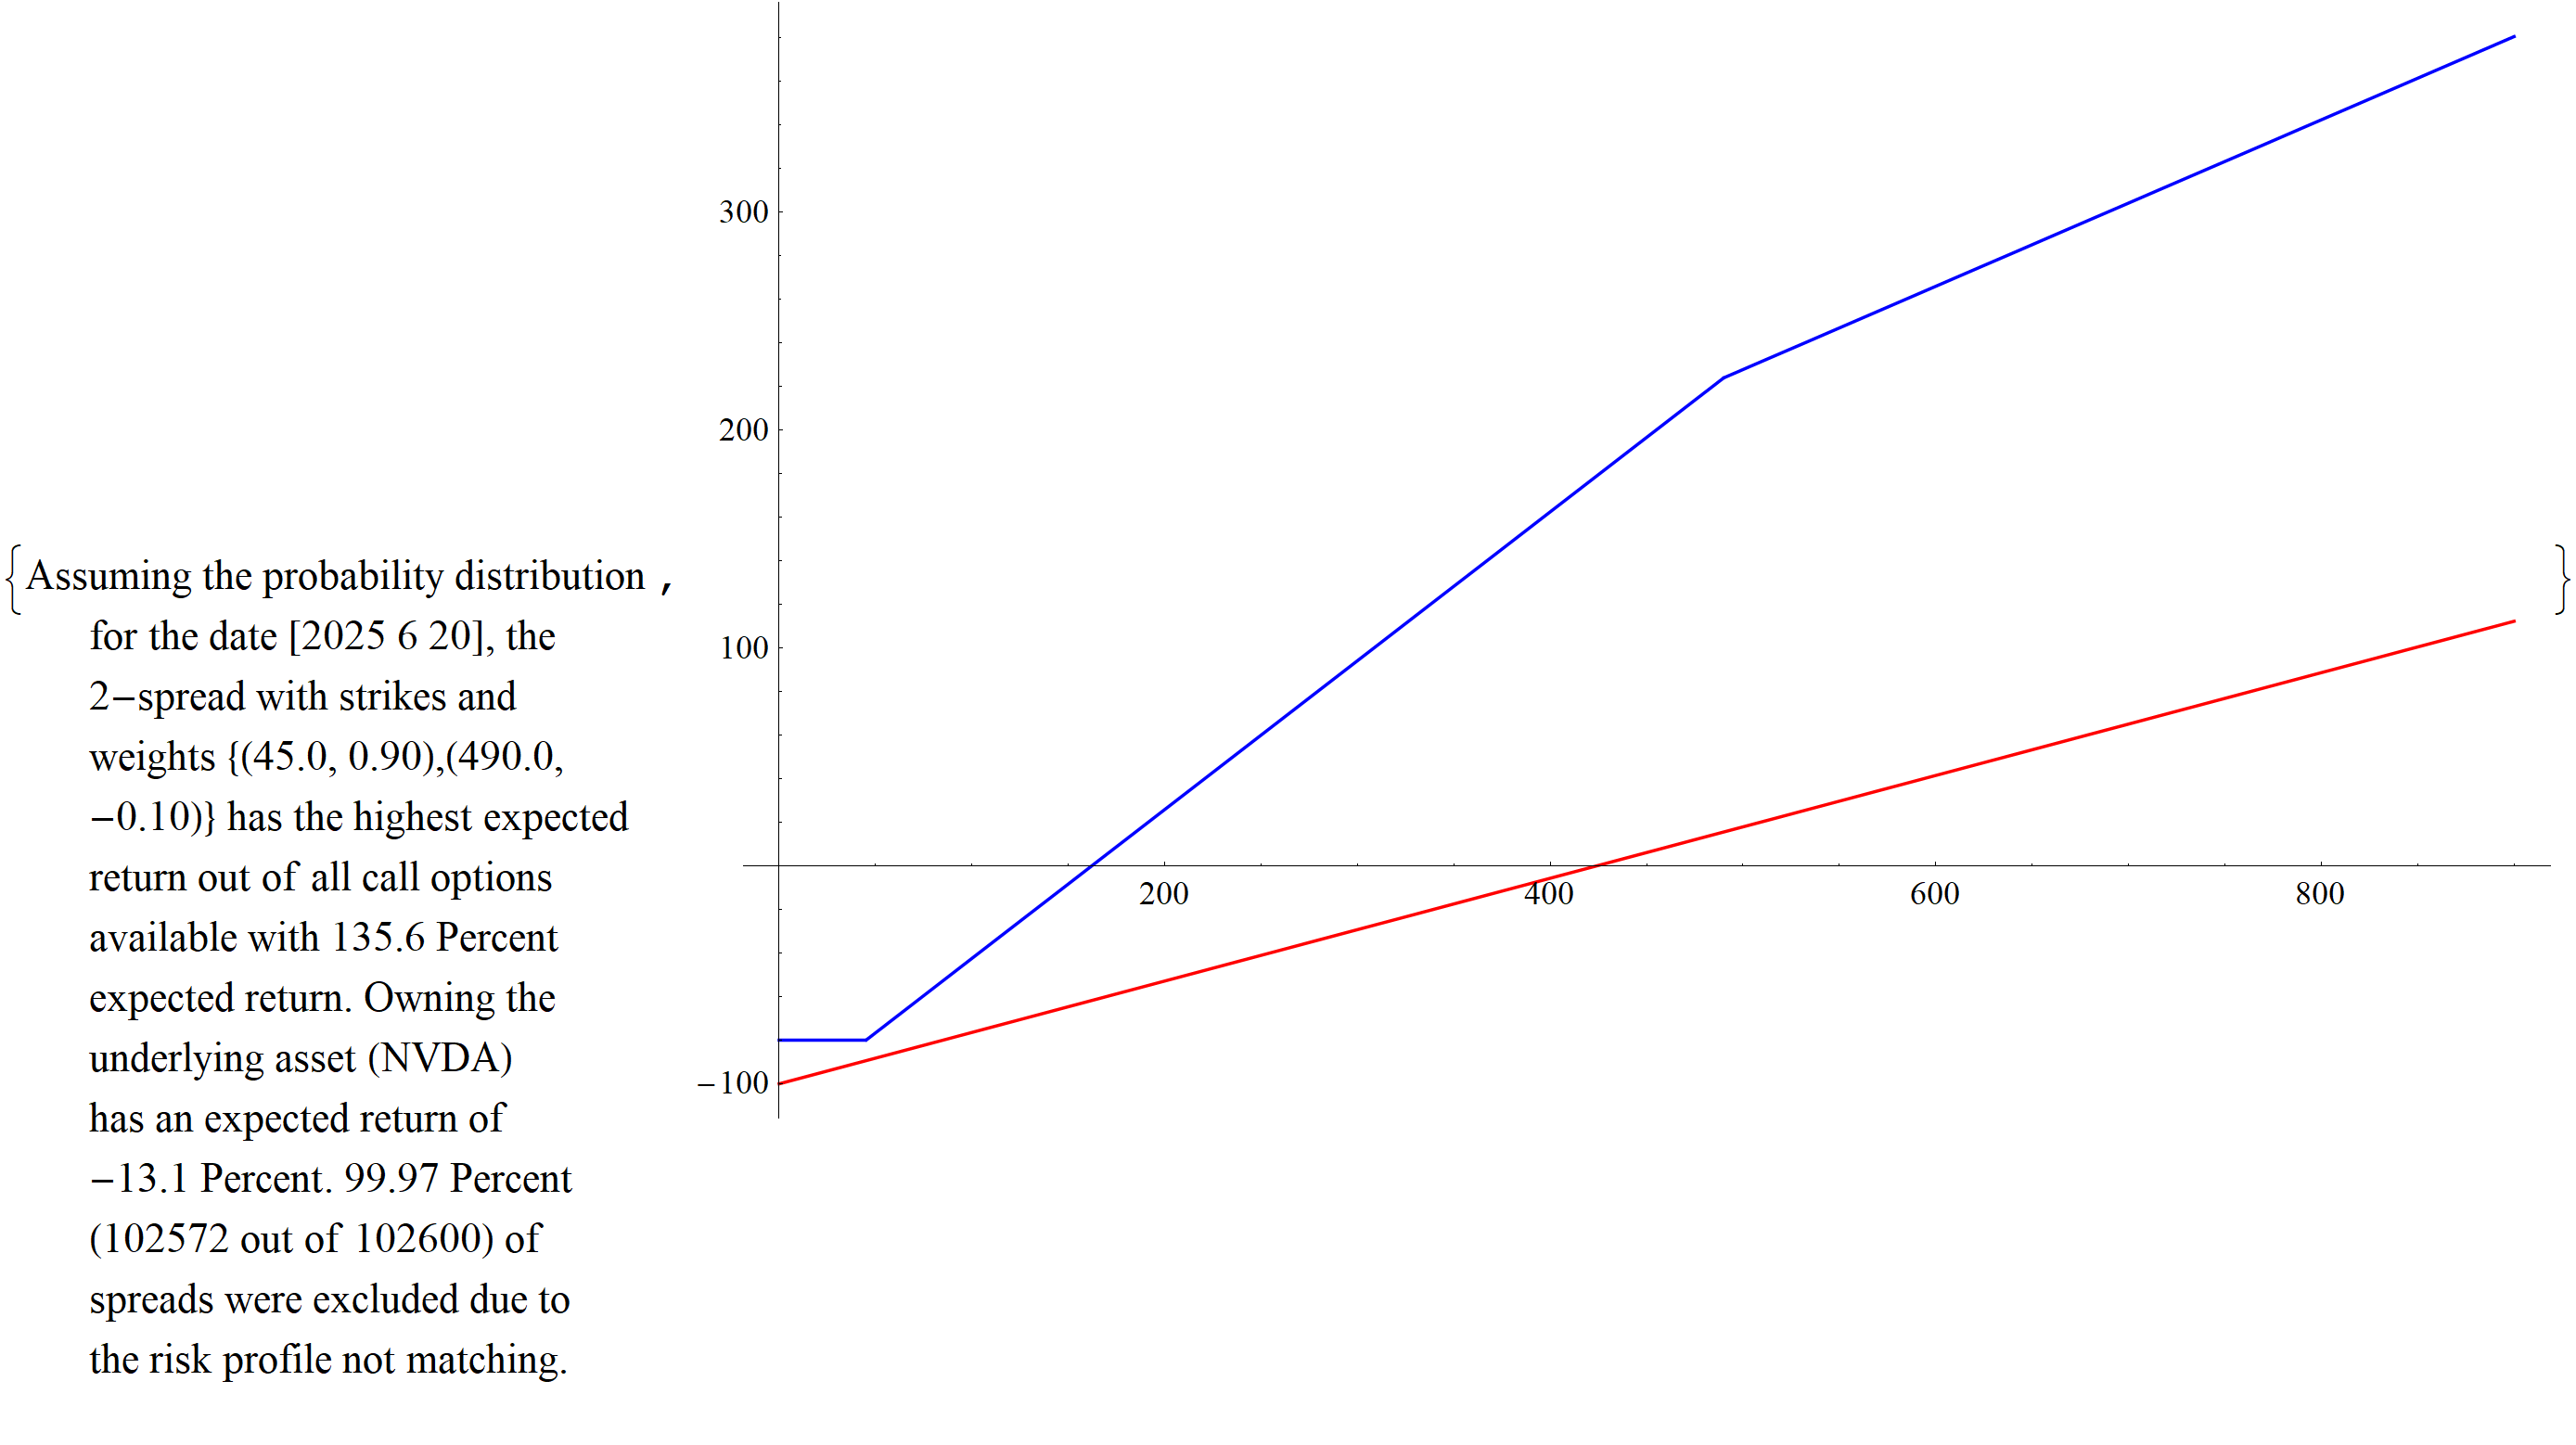 {Assuming the probability distribution ,
for the date [2025 6 20], the
2−spread with strikes and
weights {(45.0, 0.90),(490.0,
−0.10)} has the highest expected
return out of all call options
available with 135.6 Percent
expected return. Owning the
underlying asset (NVDA)
has an expected return of
−13.1 Percent. 99.97 Percent
(102572 out of 102600) of
spreads were excluded due to
the risk profile not matching.
300
200
100
−100
200
400
600
800
}